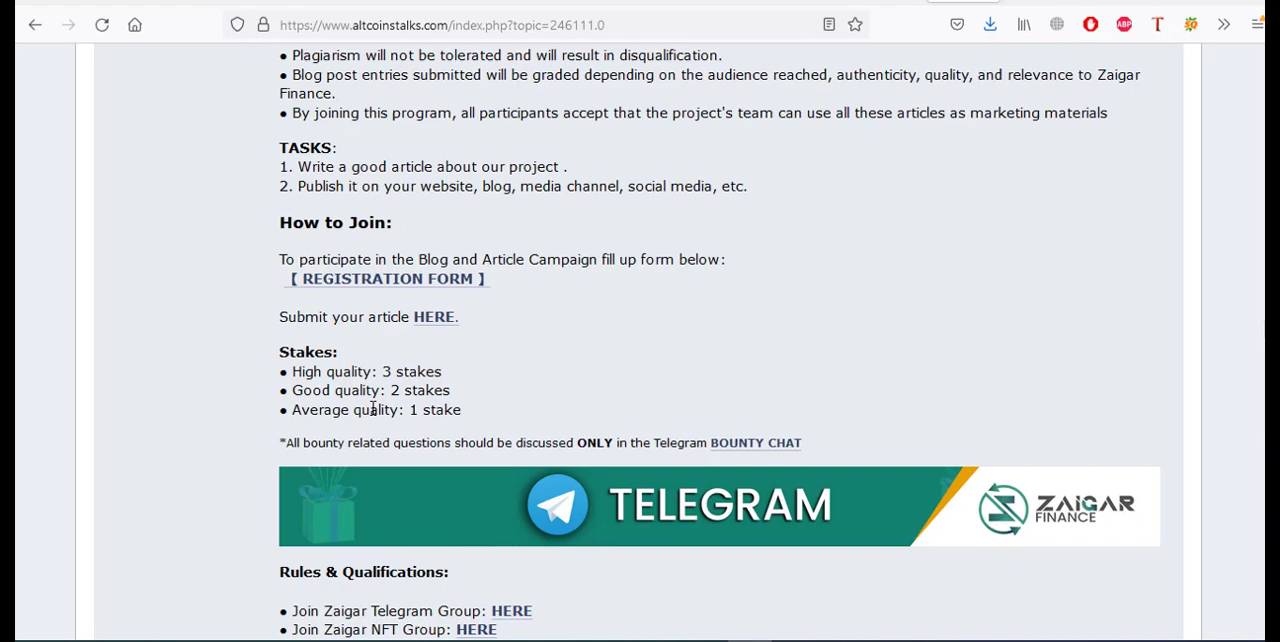 https://www.altcoinstalks.com/index.php?topic=246111.0
ABP
T
● Plagiarism will not be tolerated and will result in disqualification.
● Blog post entries submitted will be graded depending on the audience reached, authenticity, quality, and relevance to Zaigar
Finance.
● By joining this program, all participants accept that the project's team can use all these articles as marketing materials
TASKS:
1. Write a good article about our project .
2. Publish it on your website, blog, media channel, social media, etc.
How to Join:
To participate in the Blog and Article Campaign fill up form below:
【 REGISTRATION FORM 】
Submit your article HERE.
Stakes:
● High quality: 3 stakes
● Good quality: 2 stakes
● Average quality: 1 stake
*All bounty related questions should be discussed ONLY in the Telegram BOUNTY CHAT
TELEGRAM
ZAIGAR
FINANCE
Rules & Qualifications:
● Join Zaigar Telegram Group: HERE
● Join Zaigar NFT Group: HERE